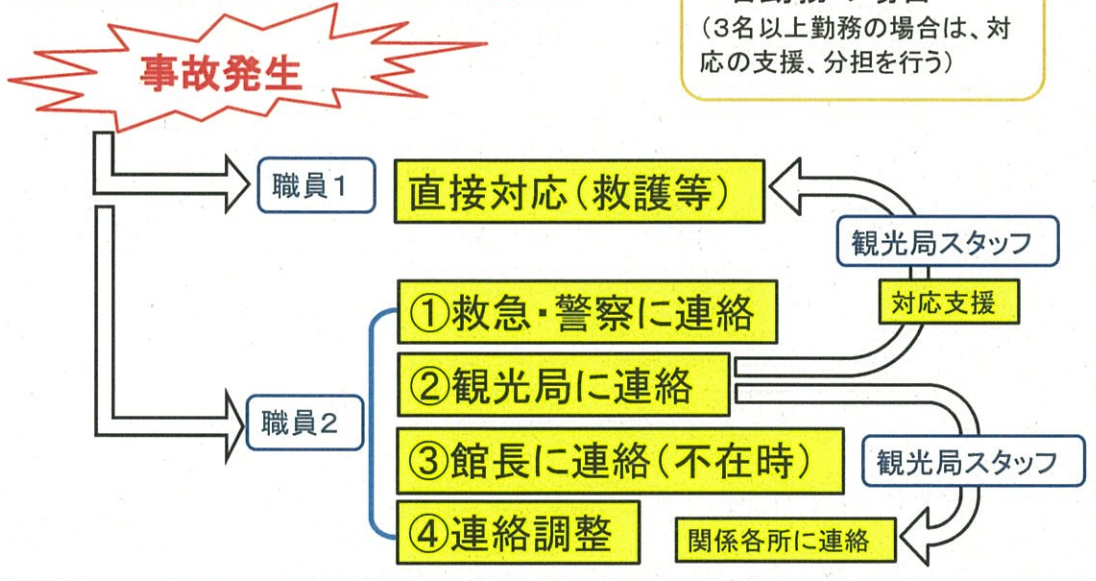 (3名以上勤務の場合は、対
応の支援、分担を行う)
事故発生
職員1
直接対応(救護等)
観光局スタッフ
対応支援
職員2
①救急・警察に連絡
②観光局に連絡
③館長に連絡(不在時)
④連絡調整
観光局スタッフ
関係各所に連絡